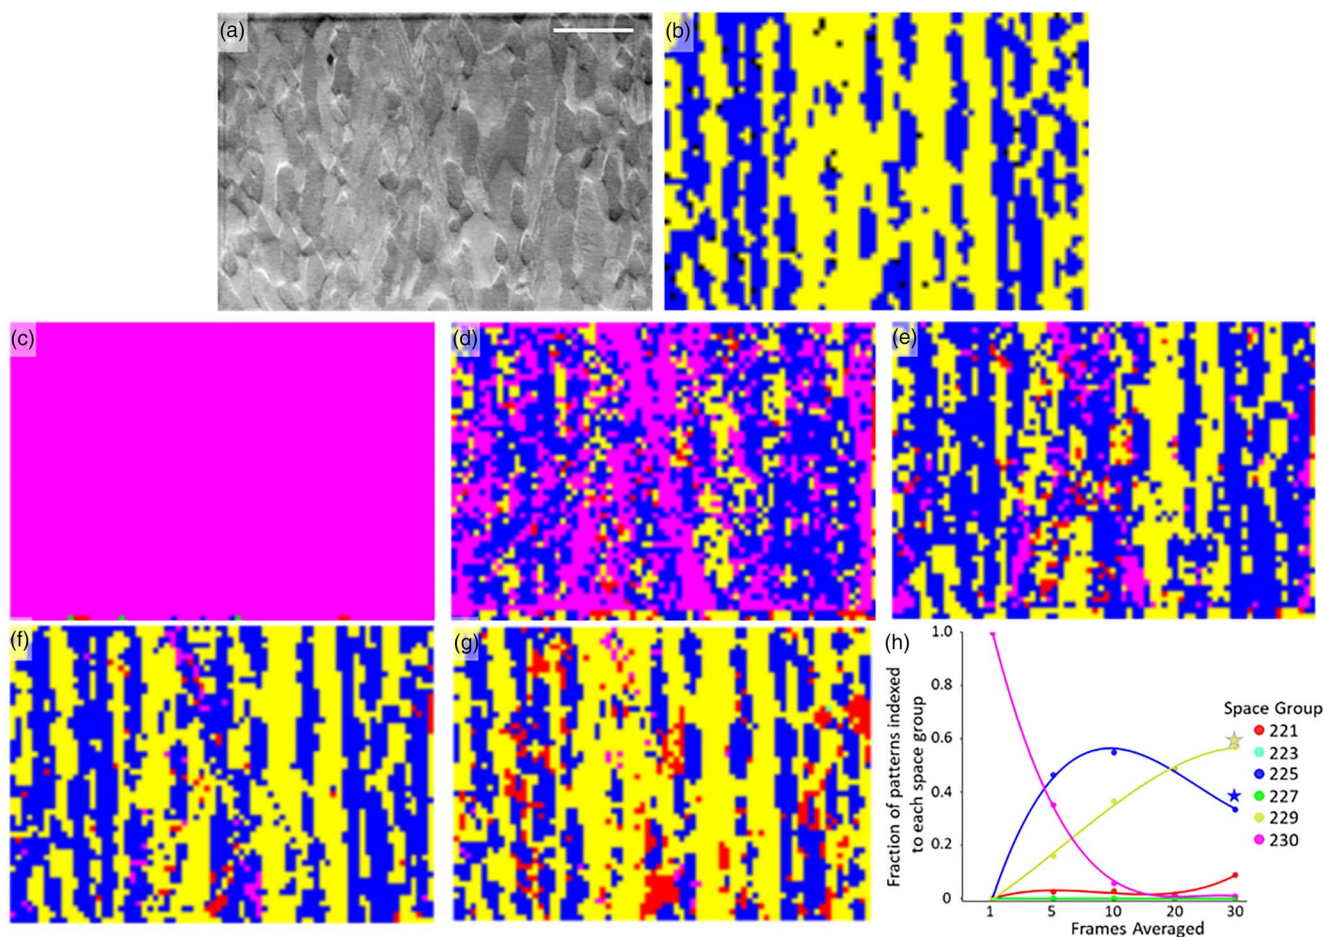 (a)
(b)
(c)
(d)
(e)
(f)
(g)
(h)
1.0
0.8
0.6
0.4
0.2
0
Fraction of patterns indexed
to each space group
1 5 10 20 30
Frames Averaged
Space Group
221
223
225
227
229
230